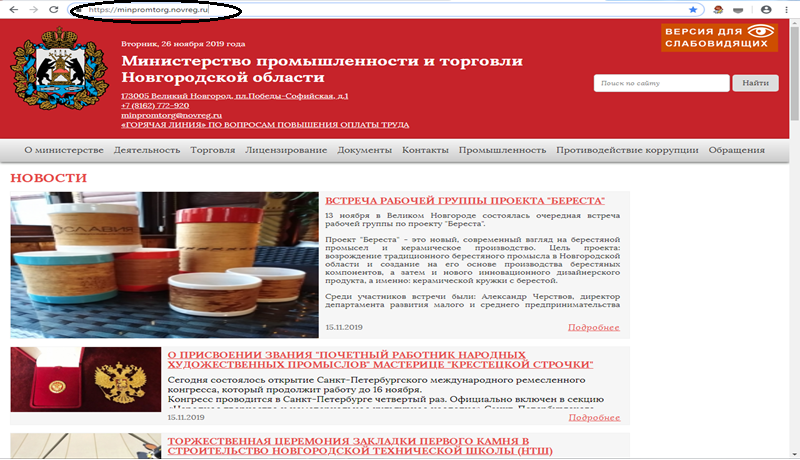 https://minpromtorg.novreg.ru
Вторник, 26 ноября 2019 года
ВЕРСИЯ ДЛЯ
СЛАБОВИДЯЩИХ
Министерство промышленности и торговли
Новгородской области
173005 Великий Новгород, пл.Победы-Софийская, д.1
+7 (8162) 772-920
minpromtorg@novreg.ru
«ГОРЯЧАЯ ЛИНИЯ» ПО ВОПРОСАМ ПОВЫШЕНИЯ ОПЛАТЫ ТРУДА
Поиск по сайту
Найти
О министерстве Деятельность Торговля Лицензирование Документы Контакты Промышленность Противодействие коррупции Обращения
НОВОСТИ
СЛАВИЯ
ВСТРЕЧА РАБОЧЕЙ ГРУППЫ ПРОЕКТА "БЕРЕСТА"
13 ноября в Великом Новгороде состоялась очередная встреча
рабочей группы по проекту "Береста".
Проект "Береста" - это новый, современный взгляд на берестяной
промысел и керамическое производство. Цель проекта:
возрождение традиционного берестяного промысла в Новгородской
области и создание на его основе производства берестяных
компонентов, а затем и нового инновационного дизайнерского
продукта, а именно: керамической кружки с берестой.
Среди участников встречи были: Александр Черствов, директор
департамента развития малого и среднего предпринимательства
15.11.2019
Подробнее
О ПРИСВОЕНИИ ЗВАНИЯ "ПОЧЕТНЫЙ РАБОТНИК НАРОДНЫХ
ХУДОЖЕСТВЕННЫХ ПРОМЫСЛОВ" МАСТЕРИЦЕ "КРЕСТЕЦКОЙ СТРОЧКИ"
Сегодня состоялось открытие Санкт-Петербургского международного ремесленного
конгресса, который продолжит работу до 16 ноября.
Конгресс проводится в Санкт-Петербурге четвертый раз. Официально включен в секцию
15.11.2019
Подробнее
ТОРЖЕСТВЕННАЯ ЦЕРЕМОНИЯ ЗАКЛАДКИ ПЕРВОГО КАМНЯ В
СТРОИТЕЛЬСТВО НОВГОРОДСКОЙ ТЕХНИЧЕСКОЙ ШКОЛЫ (НТШ)